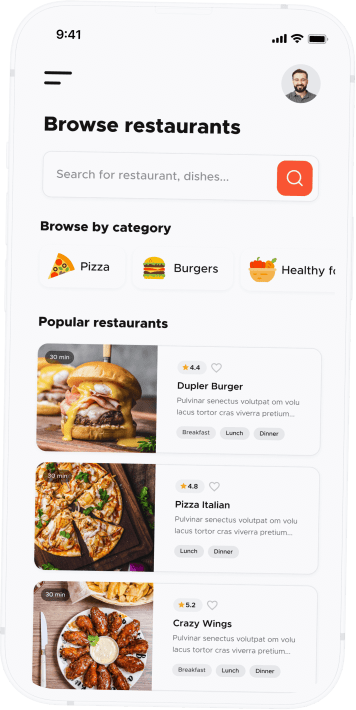 9:41
Browse restaurants
Search for restaurant, dishes...
Browse by category
Pizza
Burgers
Healthy fo
Popular restaurants
30 min
4.4
Dupler Burger
Pulvinar senectus volutpat om volu
lacus tortor cras viverra pretium...
Breakfast Lunch Dinner
30 min
4.8
Pizza Italian
Pulvinar senectus volutpat om volu
lacus tortor cras viverra pretium...
Lunch Dinner
30 min
5.2
Crazy Wings
Pulvinar senectus volutpat om volu
lacus tortor cras viverra pretium...
Breakfast Lunch Dinner